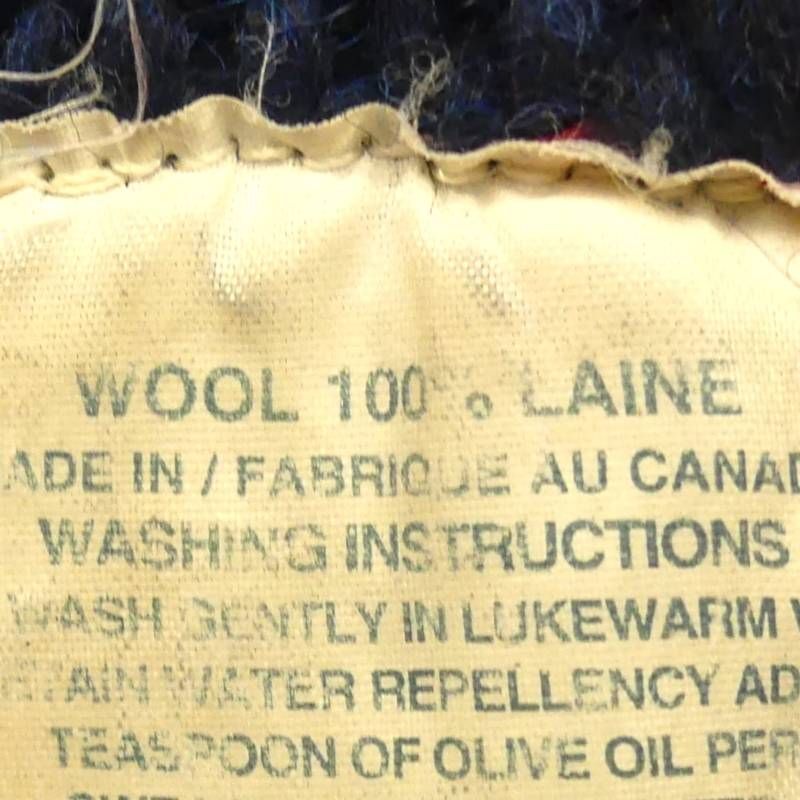 WOOL 100% LAINE
ADE IN / FABRIQUE AU CANAD
WASHING INSTRUCTIONS
WASH GENTLY IN LUKEWARM
TAIN WATER REPELLENCY AD
TEASPOON OF OLIVE OIL PER